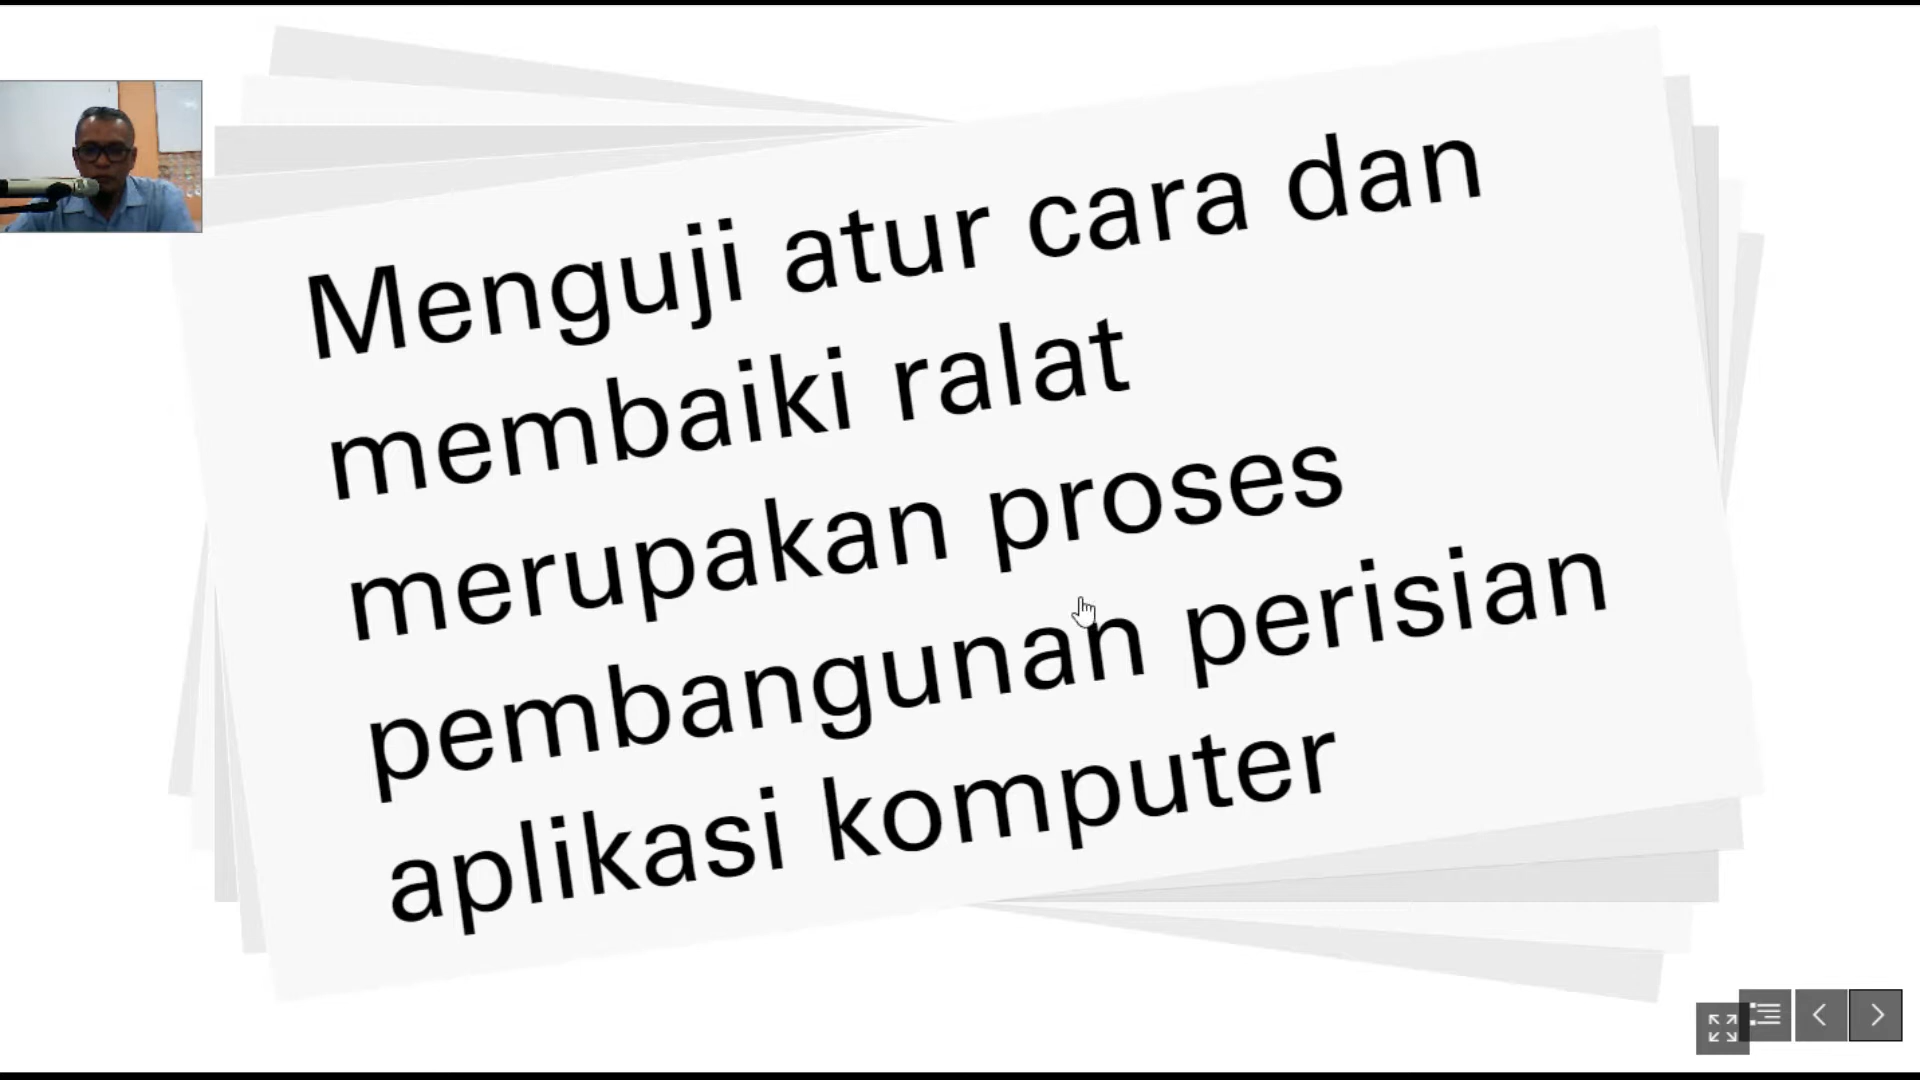 Menguji atur cara dan
membaiki ralat
merupakan proses
pembangunan perisian
aplikasi komputer